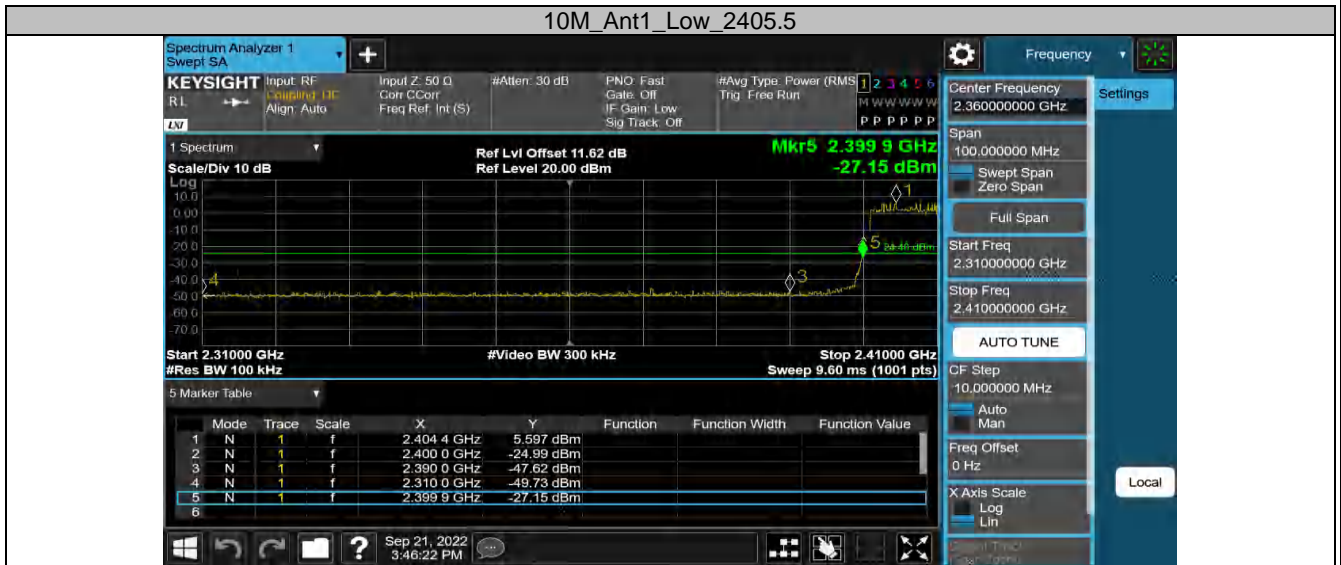 10M_Ant1_Low_2405.5
Spectrum Analyzer 1
Swept SA
+
Frequency
KEYSIGHT
RL
LXI
Input: RF
Coupling: DC
Align: Auto
Input Z: 50 Ω
Corr CCorr
Freq Ref: Int (S)
#Atten: 30 dB
PNO: Fast
Gate: Off
IF Gain: Low
Sig Track: Off
#Avg Type: Power (RMS
Trig: Free Run
1 2 3 4 5 6
M W W W W W
P P P P P P
1 Spectrum
Scale/Div 10 dB
Ref Lvl Offset 11.62 dB
Ref Level 20.00 dBm
Mkr5 2.399 9 GHz
-27.15 dBm
Log
10.0
0.00
-10.0
-20.0
-30.0
-40.0
-50.0
-60.0
-70.0
1
5
3
4
Start 2.31000 GHz
#Video BW 300 kHz
Stop 2.41000 GHz
#Res BW 100 kHz
Sweep 9.60 ms (1001 pts)
5 Marker Table
Mode Trace Scale X Y Function Function Width Function Value
1 N 1 f 2.404 4 GHz 5.597 dBm
2 N 1 f 2.400 0 GHz -24.99 dBm
3 N 1 f 2.390 0 GHz -47.62 dBm
4 N 1 f 2.310 0 GHz -49.73 dBm
5 N 1 f 2.399 9 GHz -27.15 dBm
6
Center Frequency
2.360000000 GHz
Settings
Span
100.000000 MHz
Swept Span
Zero Span
Full Span
Start Freq
2.310000000 GHz
Stop Freq
2.410000000 GHz
AUTO TUNE
CF Step
10.000000 MHz
Auto
Man
Freq Offset
0 Hz
X Axis Scale
Log
Lin
Local
?
Sep 21, 2022
3:46:22 PM